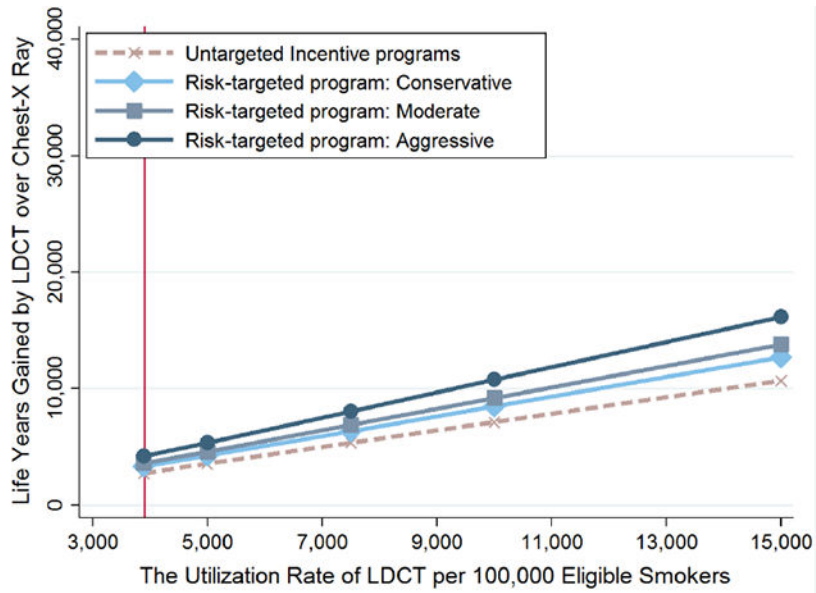 Life Years Gained by LDCT over Chest-X Ray
40,000
30,000
20,000
10,000
0
Untargeted Incentive programs
Risk-targeted program: Conservative
Risk-targeted program: Moderate
Risk-targeted program: Aggressive
3,000 5,000 7,000 9,000 11,000 13,000 15,000
The Utilization Rate of LDCT per 100,000 Eligible Smokers